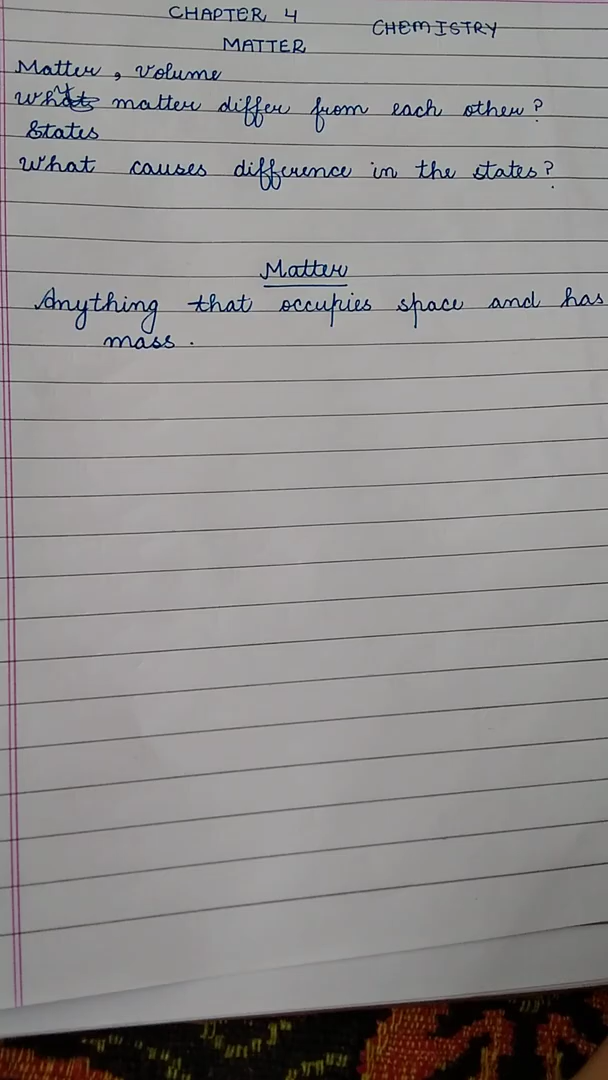 CHAPTER 4 CHEMISTRY
MATTER
Matter, volume
matter differ from each other?
States
What causes difference in the states?
Matter
Anything that occupies space and has
mass.